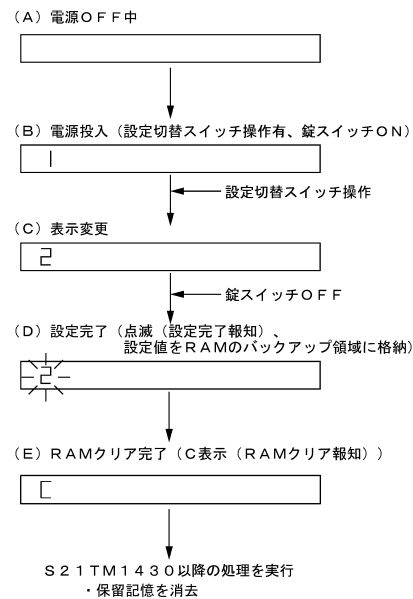 （Ａ）電源ＯＦＦ中
（Ｂ）電源投入（設定切替スイッチ操作有、錠スイッチＯＮ）
1
設定切替スイッチ操作
（Ｃ）表示変更
2
錠スイッチＯＦＦ
（Ｄ）設定完了（点滅（設定完了報知）、
設定値をＲＡＭのバックアップ領域に格納）
2
（Ｅ）ＲＡＭクリア完了（Ｃ表示（ＲＡＭクリア報知））
C
Ｓ２１ＴＭ１４３０以降の処理を実行
・保留記憶を消去